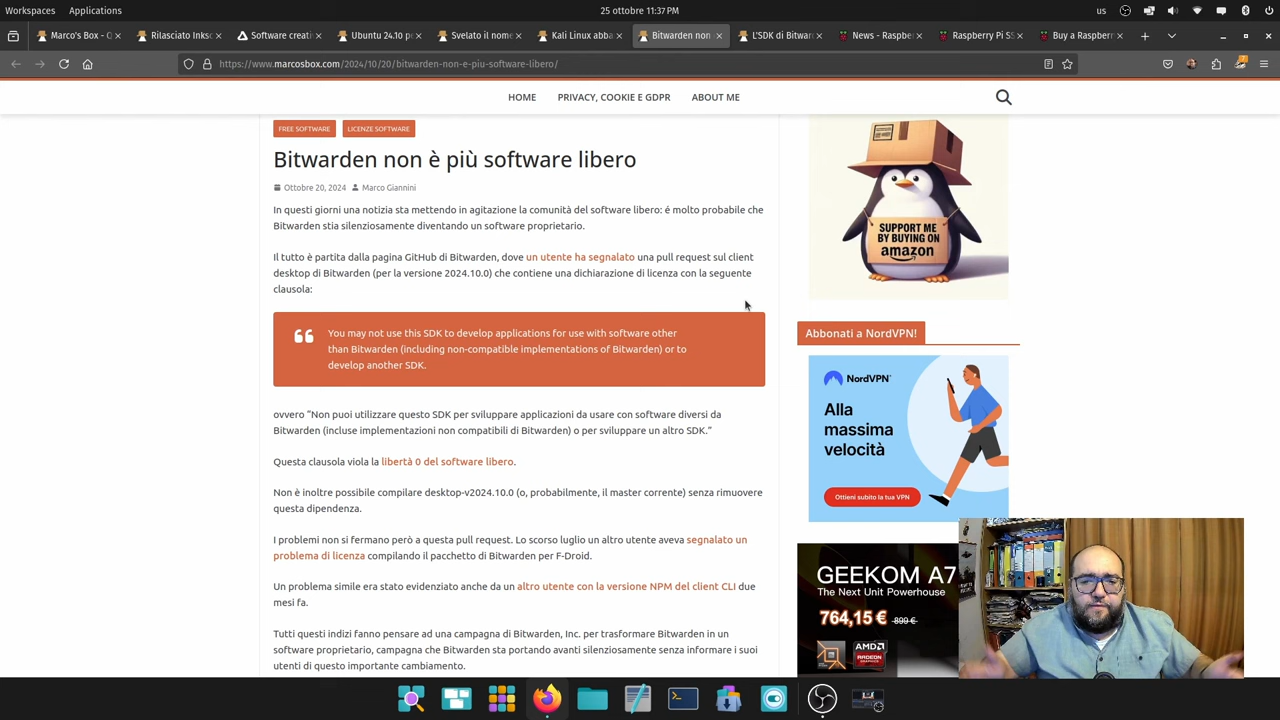 Workspaces
Applications
25 ottobre 11:37 PM
us
Marco's Box - Q
Rilasciato Inksc
Software creati
Ubuntu 24.10 pe
Svelato il nome
Kali Linux abba
Bitwarden non
L'SDK di Bitwar
News - Raspber
Raspberry Pi SS
Buy a Raspberr
https://www.marcosbox.com/2024/10/20/bitwarden-non-e-piu-software-libero/
HOME
PRIVACY, COOKIE E GDPR
ABOUT ME
FREE SOFTWARE
LICENZE SOFTWARE
Bitwarden non è più software libero
Ottobre 20, 2024
Marco Giannini
In questi giorni una notizia sta mettendo in agitazione la comunità del software libero: é molto probabile che
Bitwarden stia silenziosamente diventando un software proprietario.
Il tutto è partita dalla pagina GitHub di Bitwarden, dove un utente ha segnalato una pull request sul client
desktop di Bitwarden (per la versione 2024.10.0) che contiene una dichiarazione di licenza con la seguente
clausola:
You may not use this SDK to develop applications for use with software other
than Bitwarden (including non-compatible implementations of Bitwarden) or to
develop another SDK.
ovvero "Non puoi utilizzare questo SDK per sviluppare applicazioni da usare con software diversi da
Bitwarden (incluse implementazioni non compatibili di Bitwarden) o per sviluppare un altro SDK."
Questa clausola viola la libertà 0 del software libero.
Non è inoltre possibile compilare desktop-v2024.10.0 (o, probabilmente, il master corrente) senza rimuovere
questa dipendenza.
I problemi non si fermano però a questa pull request. Lo scorso luglio un altro utente aveva segnalato un
problema di licenza compilando il pacchetto di Bitwarden per F-Droid.
Un problema simile era stato evidenziato anche da un altro utente con la versione NPM del client CLI due
mesi fa.
Tutti questi indizi fanno pensare ad una campagna di Bitwarden, Inc. per trasformare Bitwarden in un
software proprietario, campagna che Bitwarden sta portando avanti silenziosamente senza informare i suoi
utenti di questo importante cambiamento.
SUPPORT ME
BY BUYING ON
amazon
Abbonati a NordVPN!
NordVPN®
Alla
massima
velocità
Ottieni subito la tua VPN
GEEKOM A7
The Next Unit Powerhouse
764,15 €
899 €
AMD
RADEON
GRAPHICS